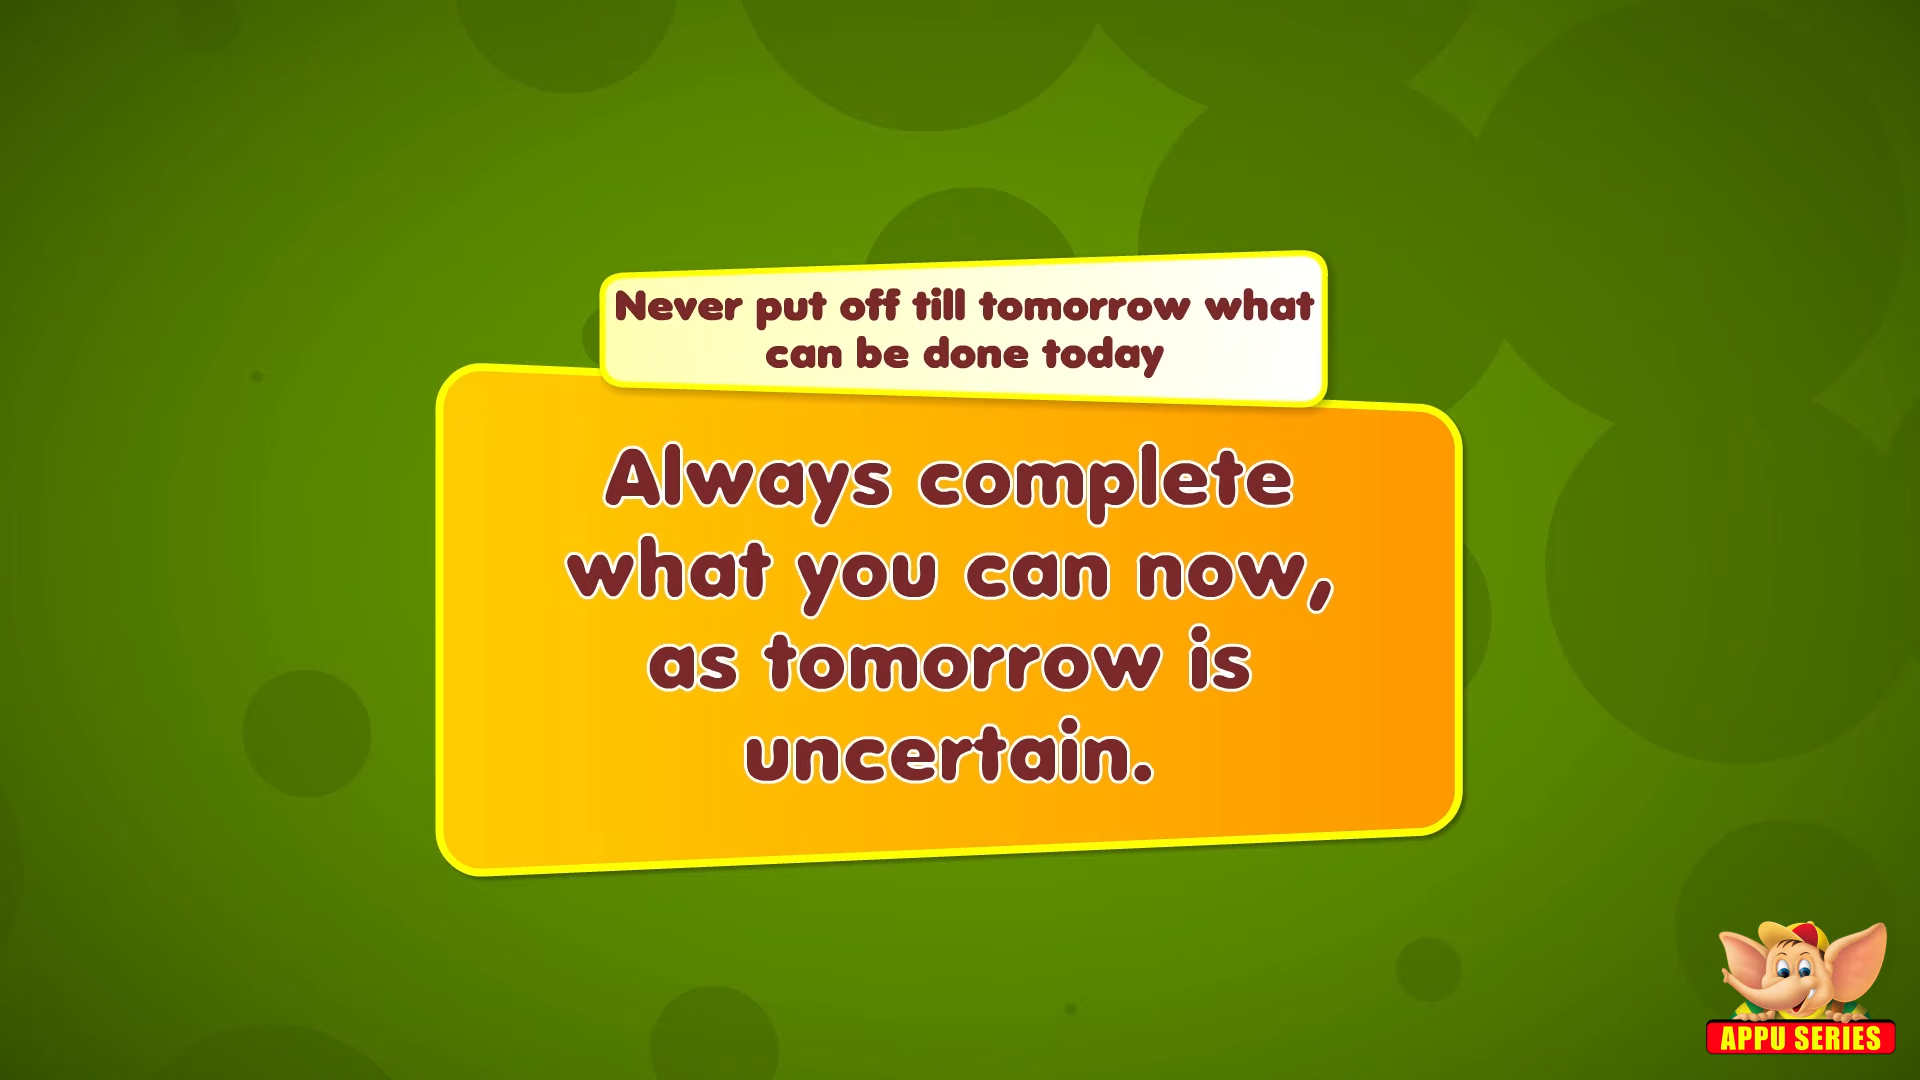 Never put off till tomorrow what
can be done today
Always complete
what you can now,
as tomorrow is
uncertain.
APPU SERIES